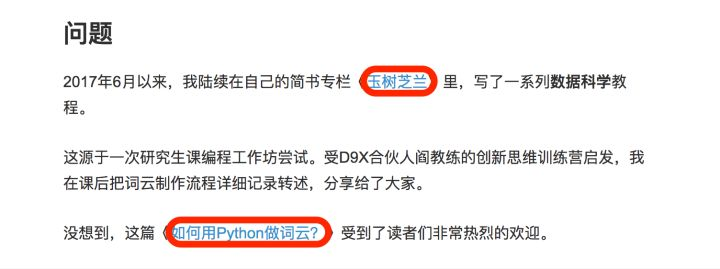 问题
2017年6月以来，我陆续在自己的简书专栏《玉树芝兰》里，写了一系列数据科学教
程。
这源于一次研究生课编程工作坊尝试。受D9X合伙人阎教练的创新思维训练营启发，我
在课后把词云制作流程详细记录转述，分享给了大家。
没想到，这篇《如何用Python做词云?》受到了读者们非常热烈的欢迎。